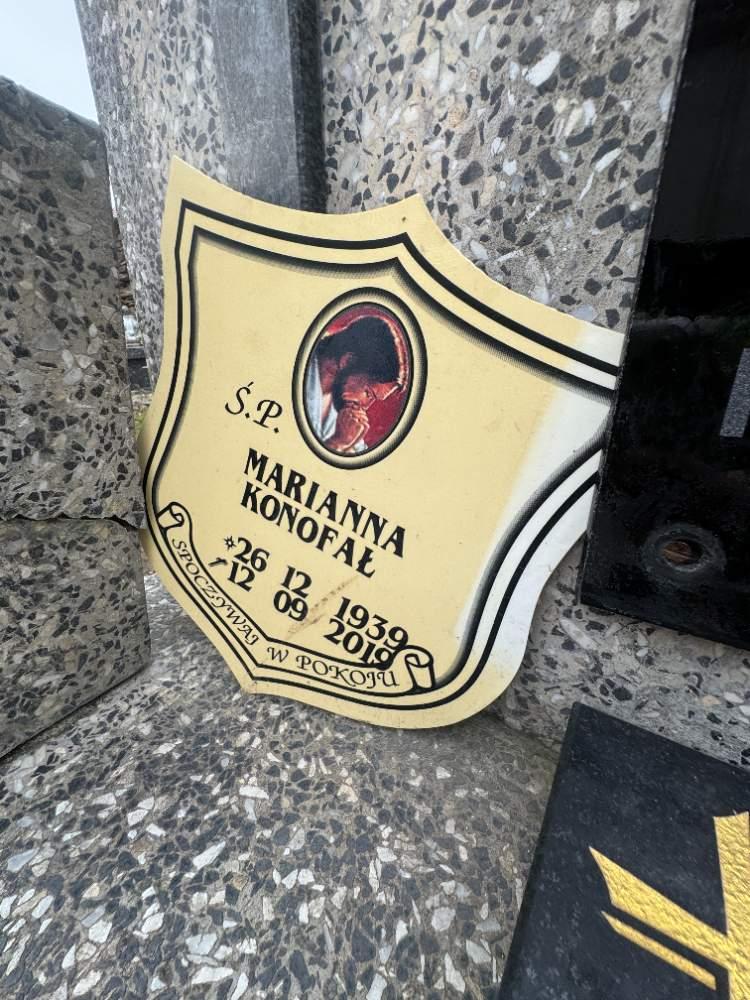 Ś.P.
MARIANNA
KONOFAŁ
*26 12 1939
†12 09 2019
SPOCZYWAJ W POKOJU